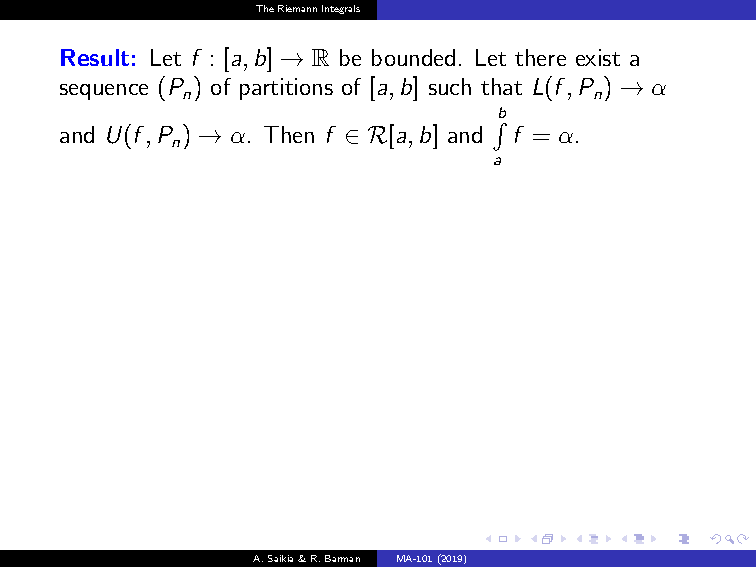 The Riemann Integrals
Result: Let f : [a, b] → ℝ be bounded. Let there exist a
sequence (Pₙ) of partitions of [a, b] such that L(f, Pₙ) → α
and U(f, Pₙ) → α. Then f ∈ ℛ[a, b] and ∫ₐᵇ f = α.
A. Saikia & R. Barman MA-101 (2019)